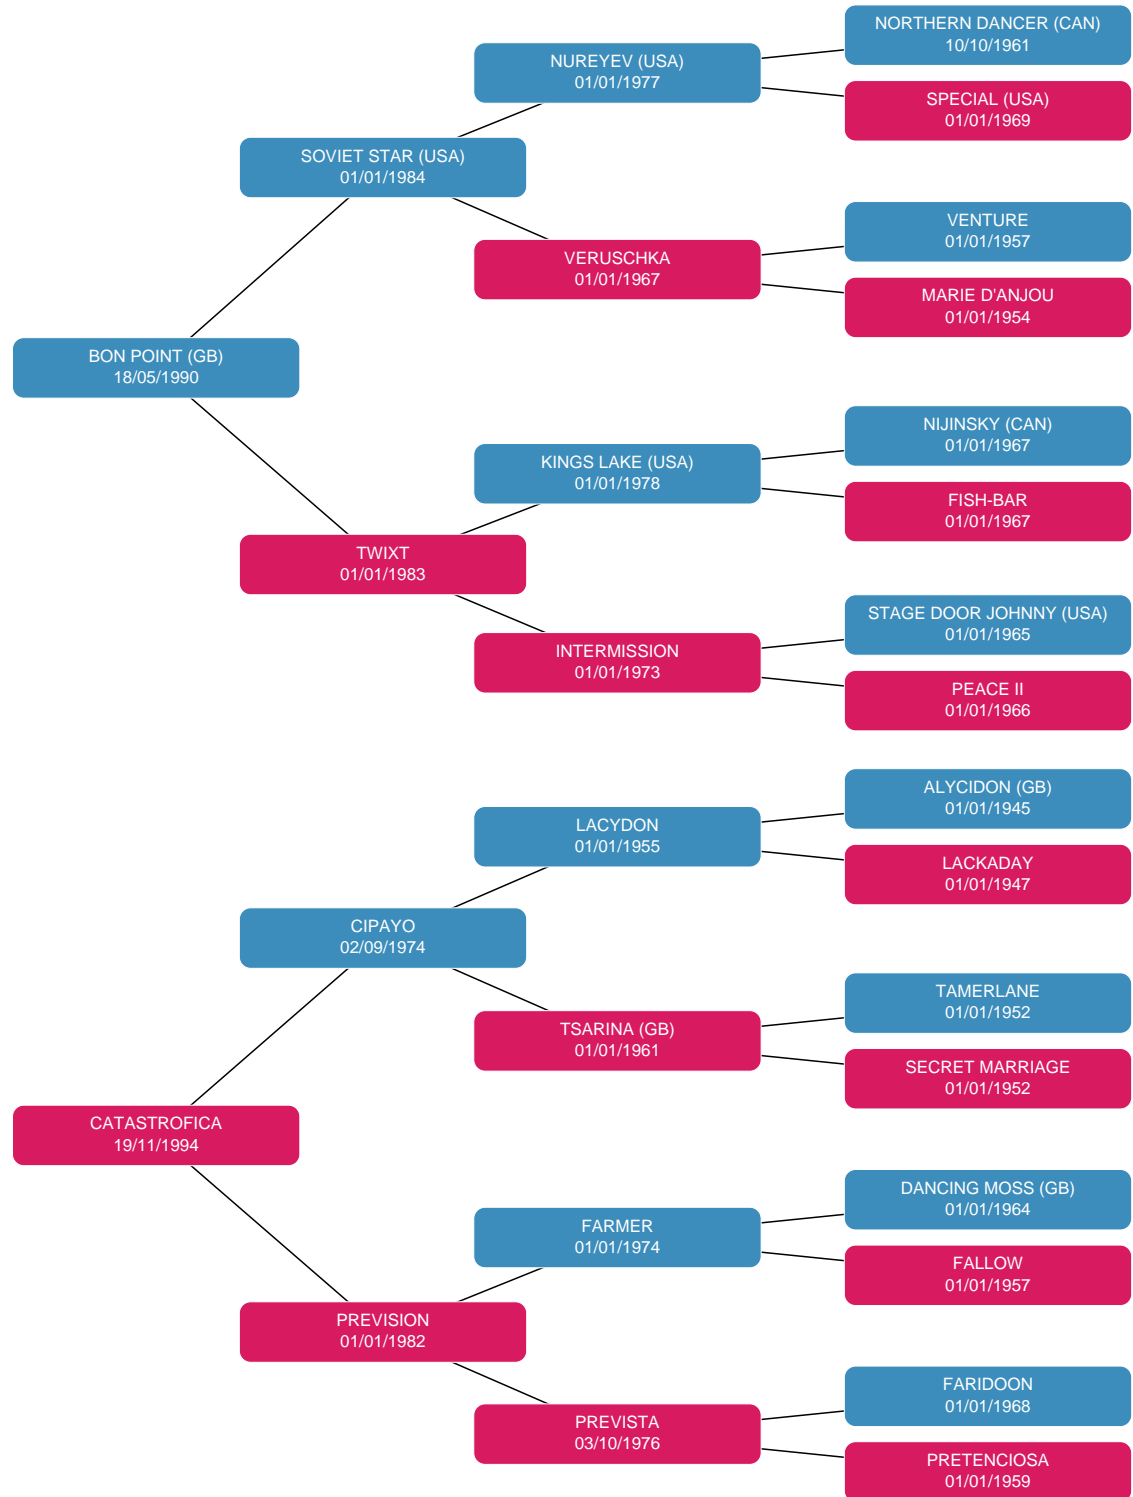 NORTHERN DANCER (CAN)
10/10/1961
NUREYEV (USA)
01/01/1977
SPECIAL (USA)
01/01/1969
SOVIET STAR (USA)
01/01/1984
VENTURE
01/01/1957
VERUSCHKA
01/01/1967
MARIE D'ANJOU
01/01/1954
BON POINT (GB)
18/05/1990
NIJINSKY (CAN)
01/01/1967
KINGS LAKE (USA)
01/01/1978
FISH-BAR
01/01/1967
TWIXT
01/01/1983
STAGE DOOR JOHNNY (USA)
01/01/1965
INTERMISSION
01/01/1973
PEACE II
01/01/1966
ALYCIDON (GB)
01/01/1945
LACYDON
01/01/1955
LACKADAY
01/01/1947
CIPAYO
02/09/1974
TAMERLANE
01/01/1952
TSARINA (GB)
01/01/1961
SECRET MARRIAGE
01/01/1952
CATASTROFICA
19/11/1994
DANCING MOSS (GB)
01/01/1964
FARMER
01/01/1974
FALLOW
01/01/1957
PREVISION
01/01/1982
FARIDOON
01/01/1968
PREVISTA
03/10/1976
PRETENCIOSA
01/01/1959